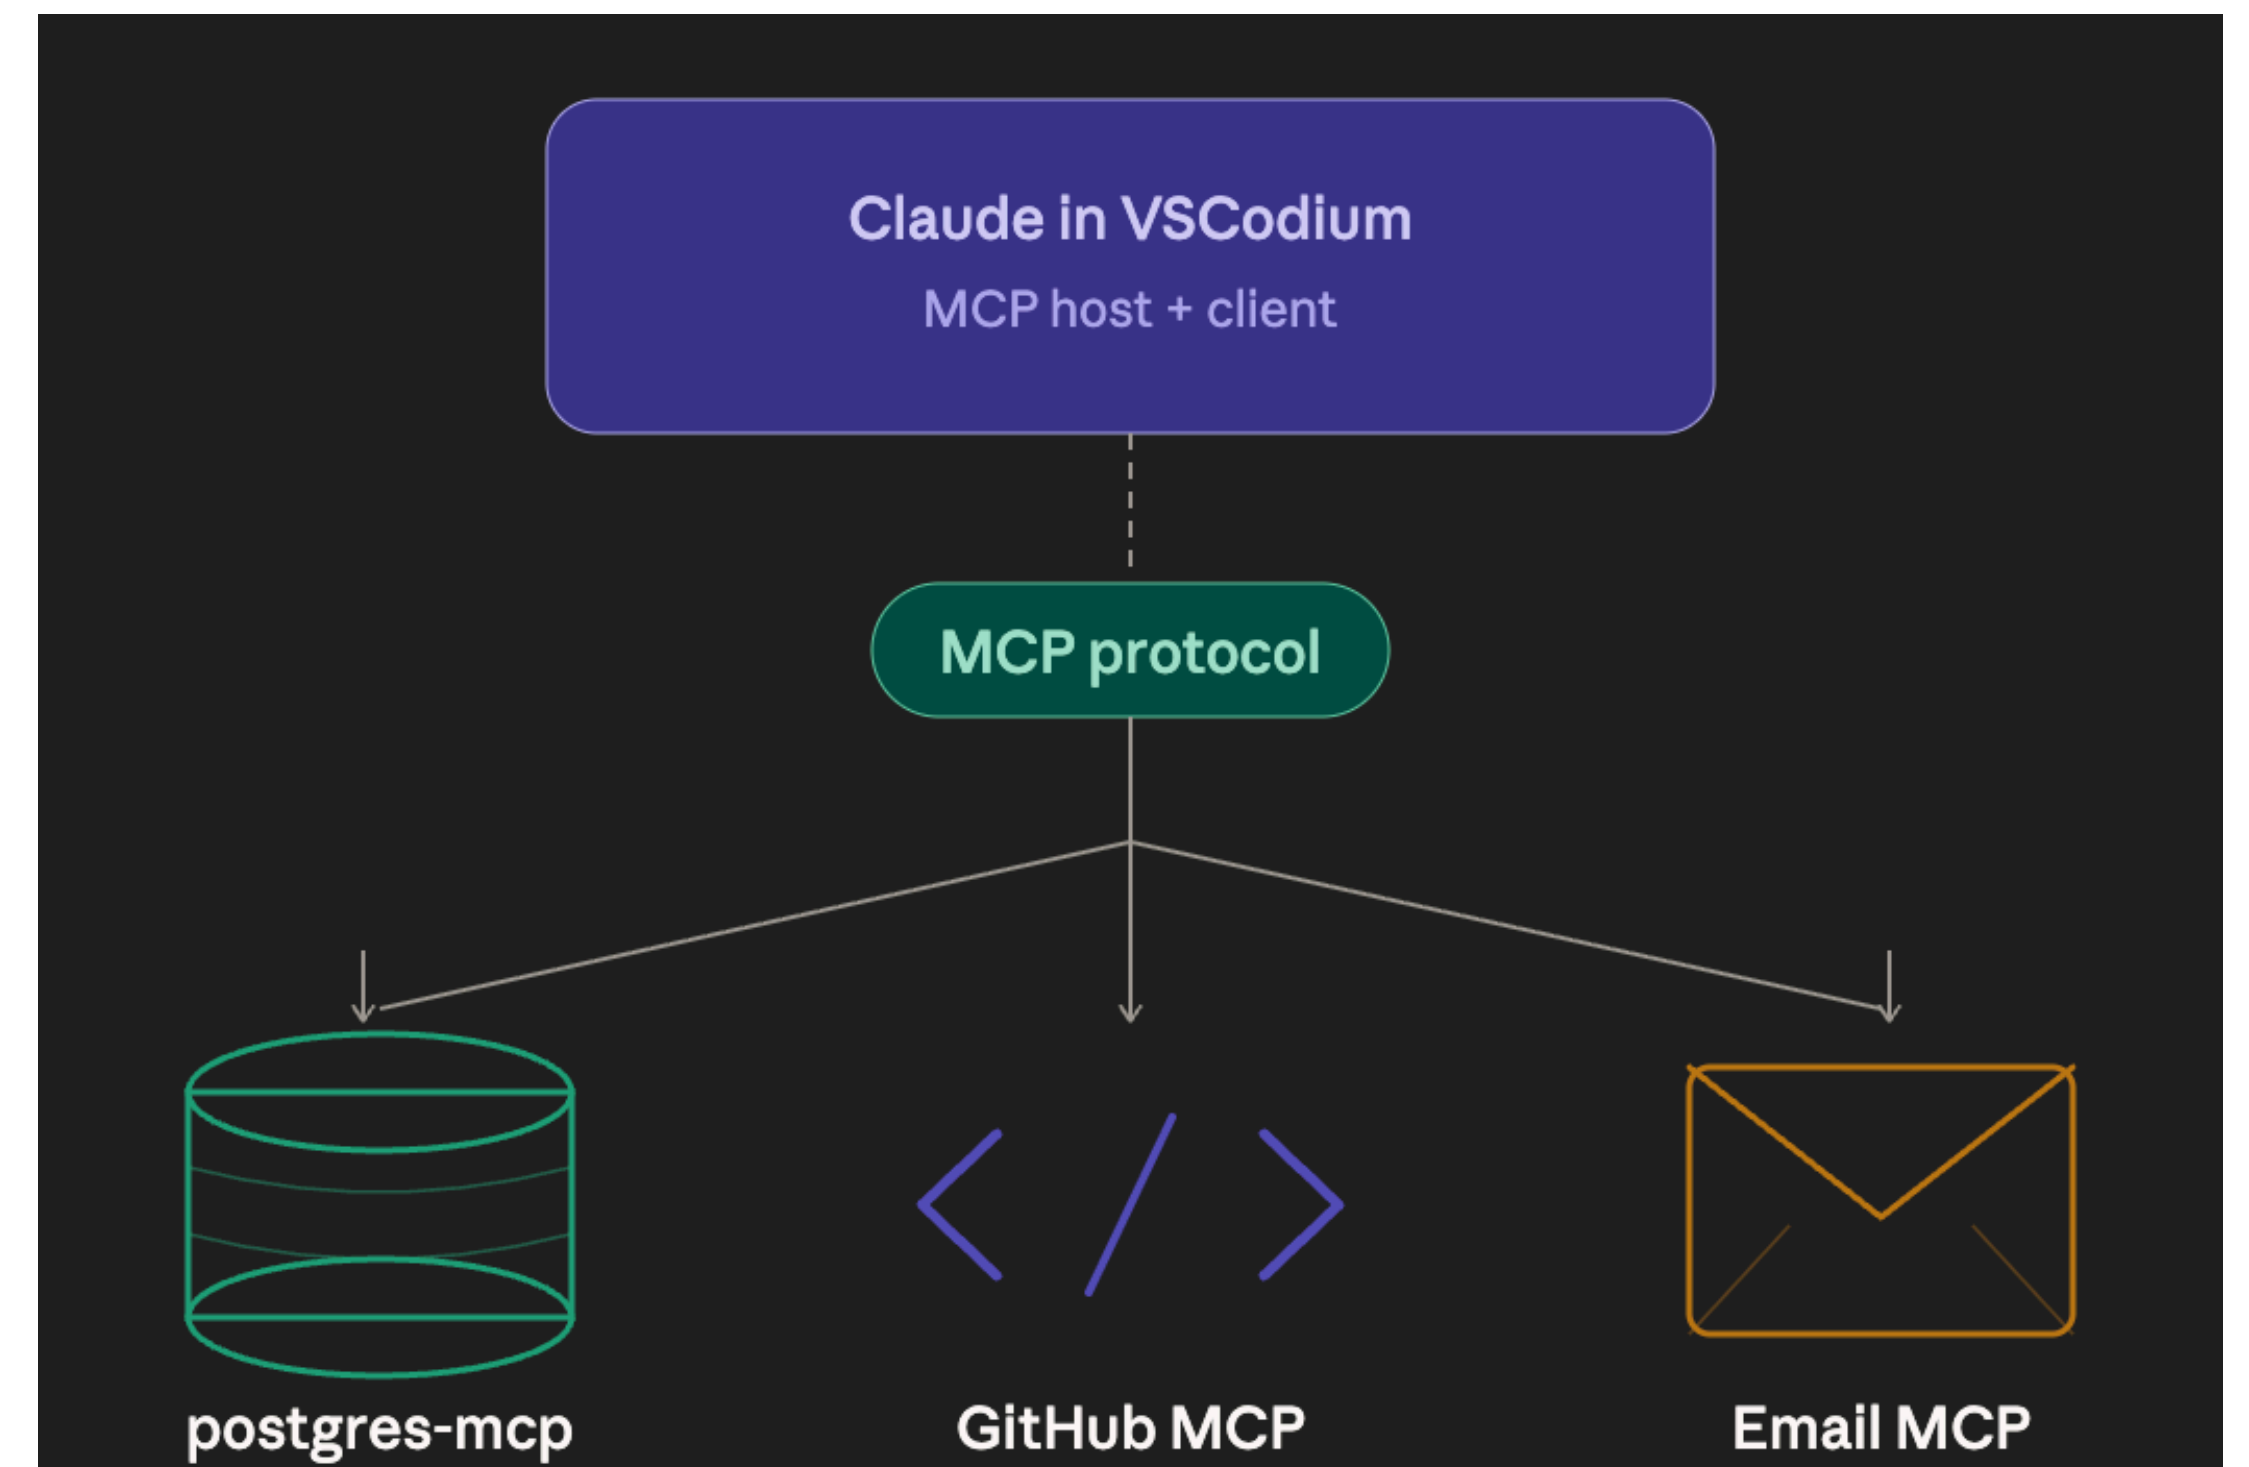 Claude in VSCodium
MCP host + client
MCP protocol
postgres-mcp
GitHub MCP
Email MCP